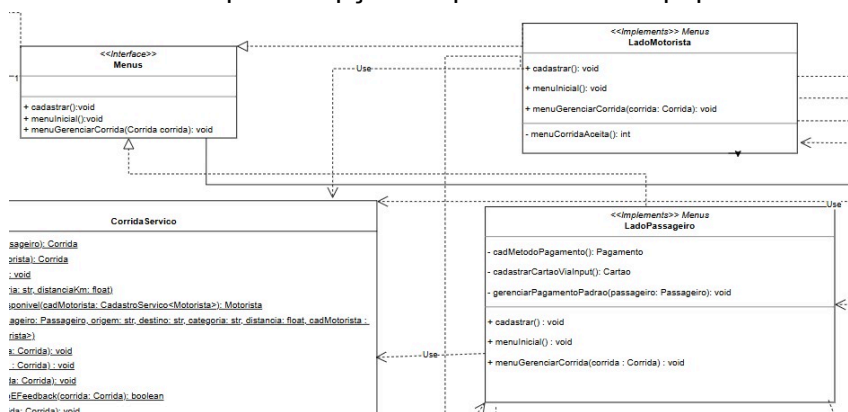 <<Interface>>
Menus
+ cadastrar():void
+ menuInicial():void
+ menuGerenciarCorrida(Corrida corrida): void
1
Use
<<Implements>> Menus
LadoMotorista
+ cadastrar(): void
+ menuInicial(): void
+ menuGerenciarCorrida(corrida: Corrida): void
- menuCorridaAceita(): int
CorridaServico
sageiro): Corrida
orista): Corrida
: void
ria: str, distanciaKm: float)
sponivel(cadMotorista: CadastroServico<Motorista>): Motorista
ageiro: Passageiro, origem: str, destino: str, categoria: str, distancia: float, cadMotorista :
rista>)
a: Corrida): void
: Corrida) : void
da: Corrida): void
EFeedback(corrida: Corrida): boolean
ida: Corrida): void
Use
Use
<<Implements>> Menus
LadoPassageiro
- cadMetodoPagamento(): Pagamento
- cadastrarCartaoViaInput(): Cartao
- gerenciarPagamentoPadrao(passageiro: Passageiro): void
+ cadastrar() : void
+ menuInicial() : void
+ menuGerenciarCorrida(corrida : Corrida) : void